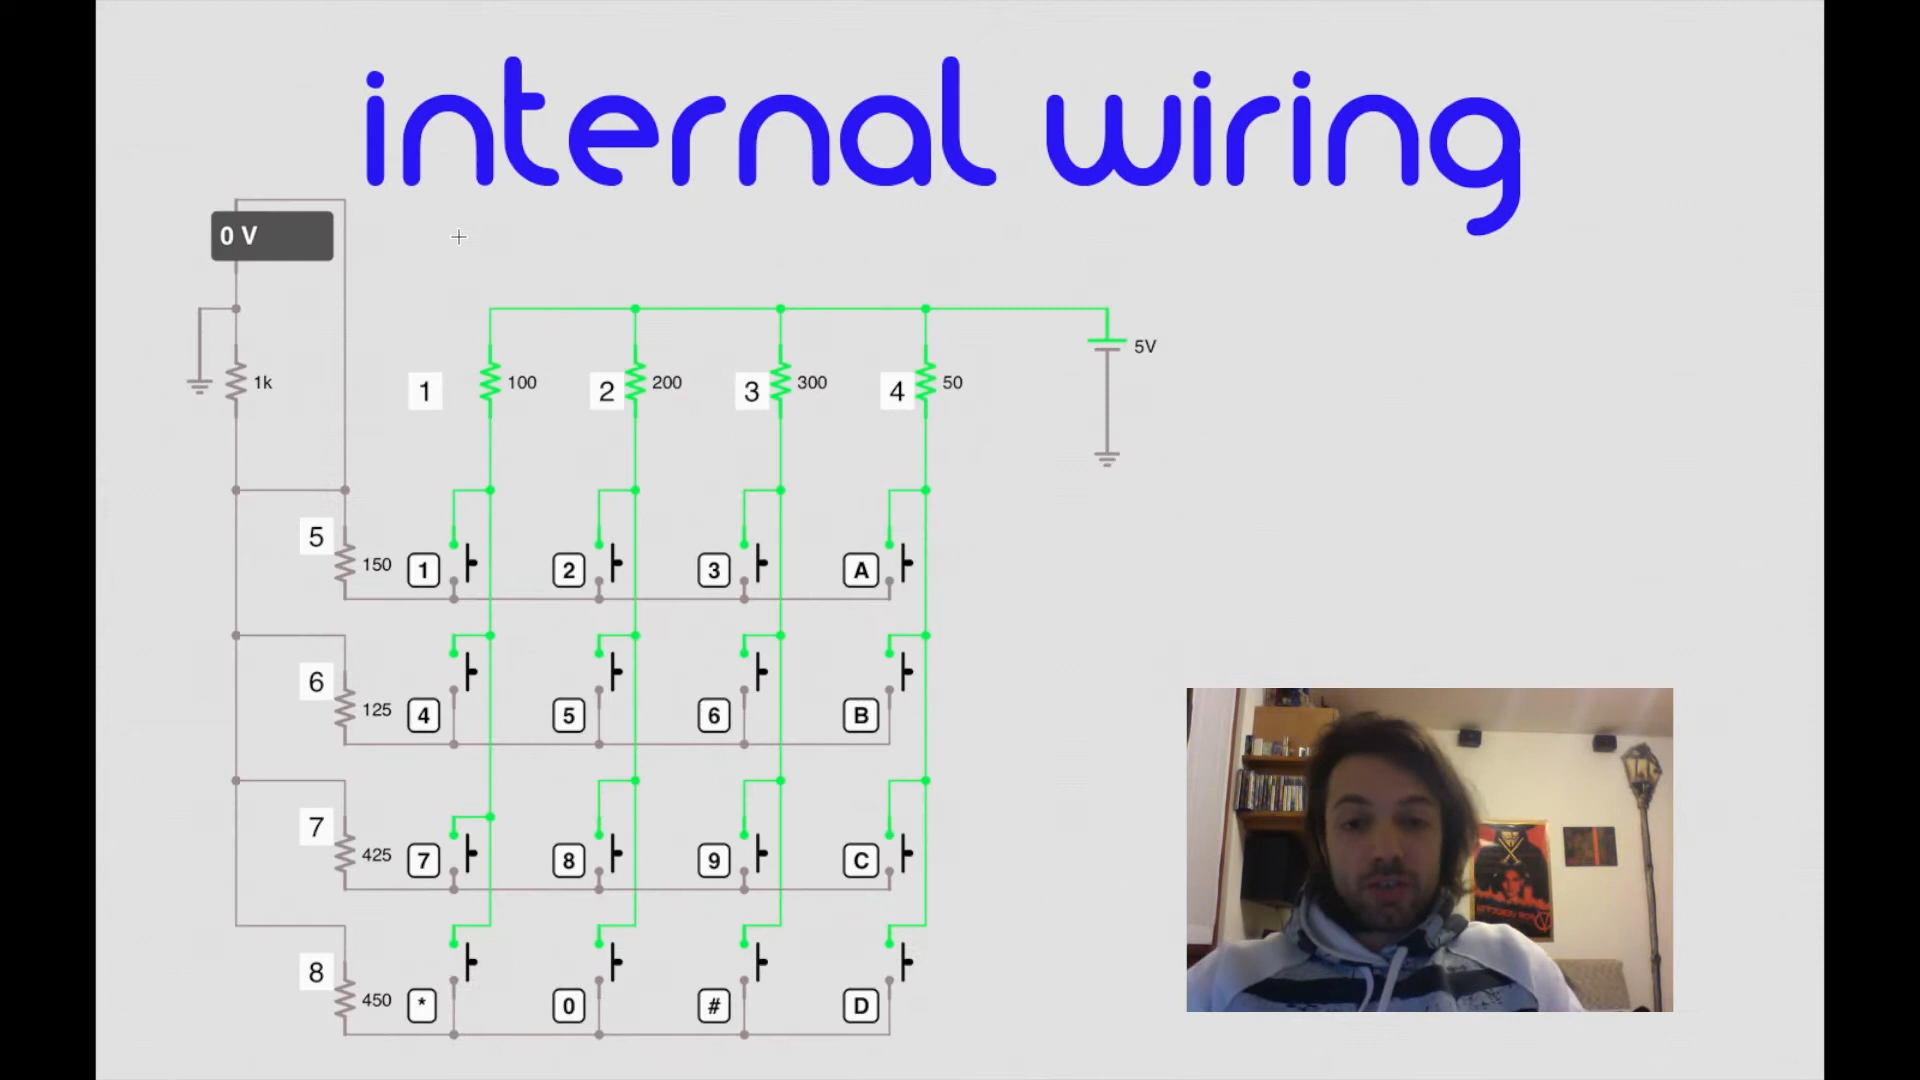 internal wiring
0 V
5V
1k
1 100 2 200 3 300 4 50
5 150 1 2 3 A
6 125 4 5 6 B
7 425 7 8 9 C
8 450 * 0 # D